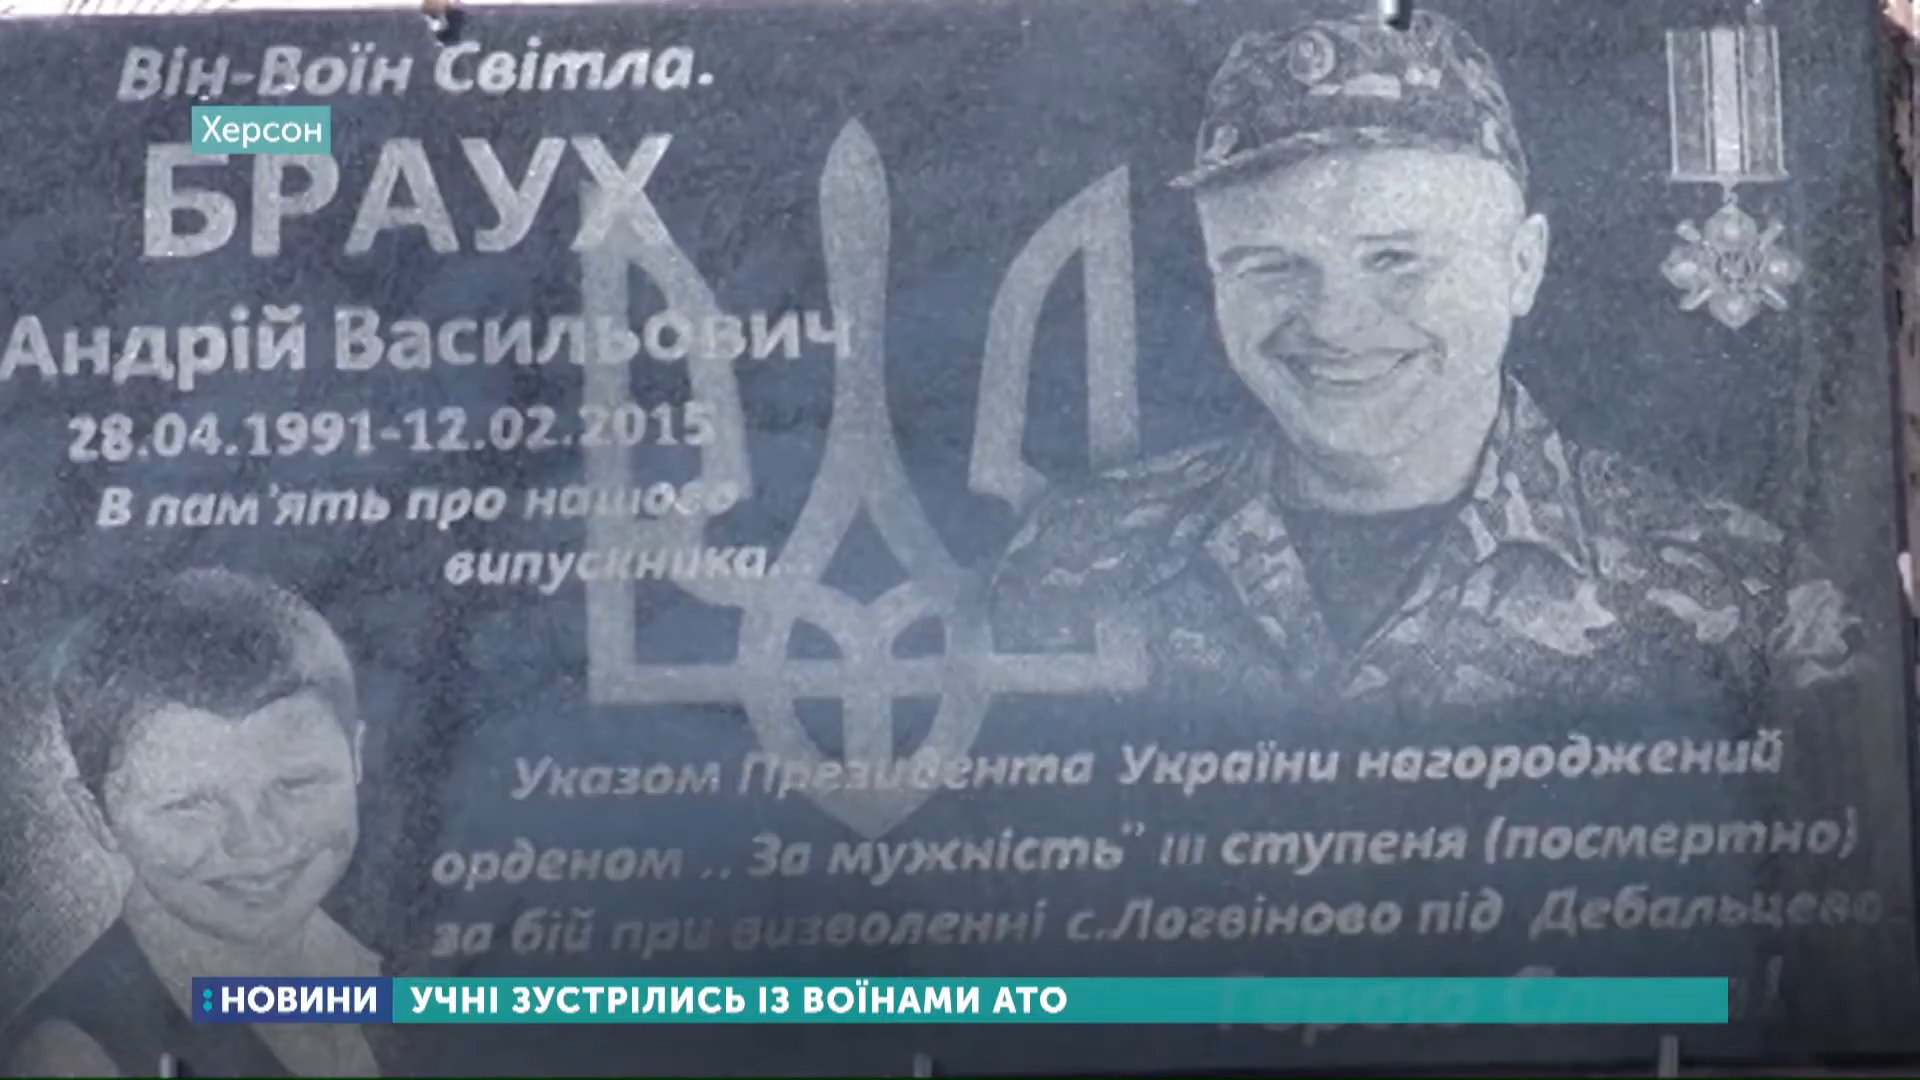 Він-Воїн Світла.
Херсон
БРАУХ
Андрій Васильович
28.04.1991-12.02.2015
В пам'ять про нашого
випускника...
Указом Президента України нагороджений
орденом ,, За мужність" III ступеня (посмертно)
за бій при визволенні с.Логвіново під Дебальцево
НОВИНИ УЧНІ ЗУСТРІЛИСЬ ІЗ ВОЇНАМИ АТО